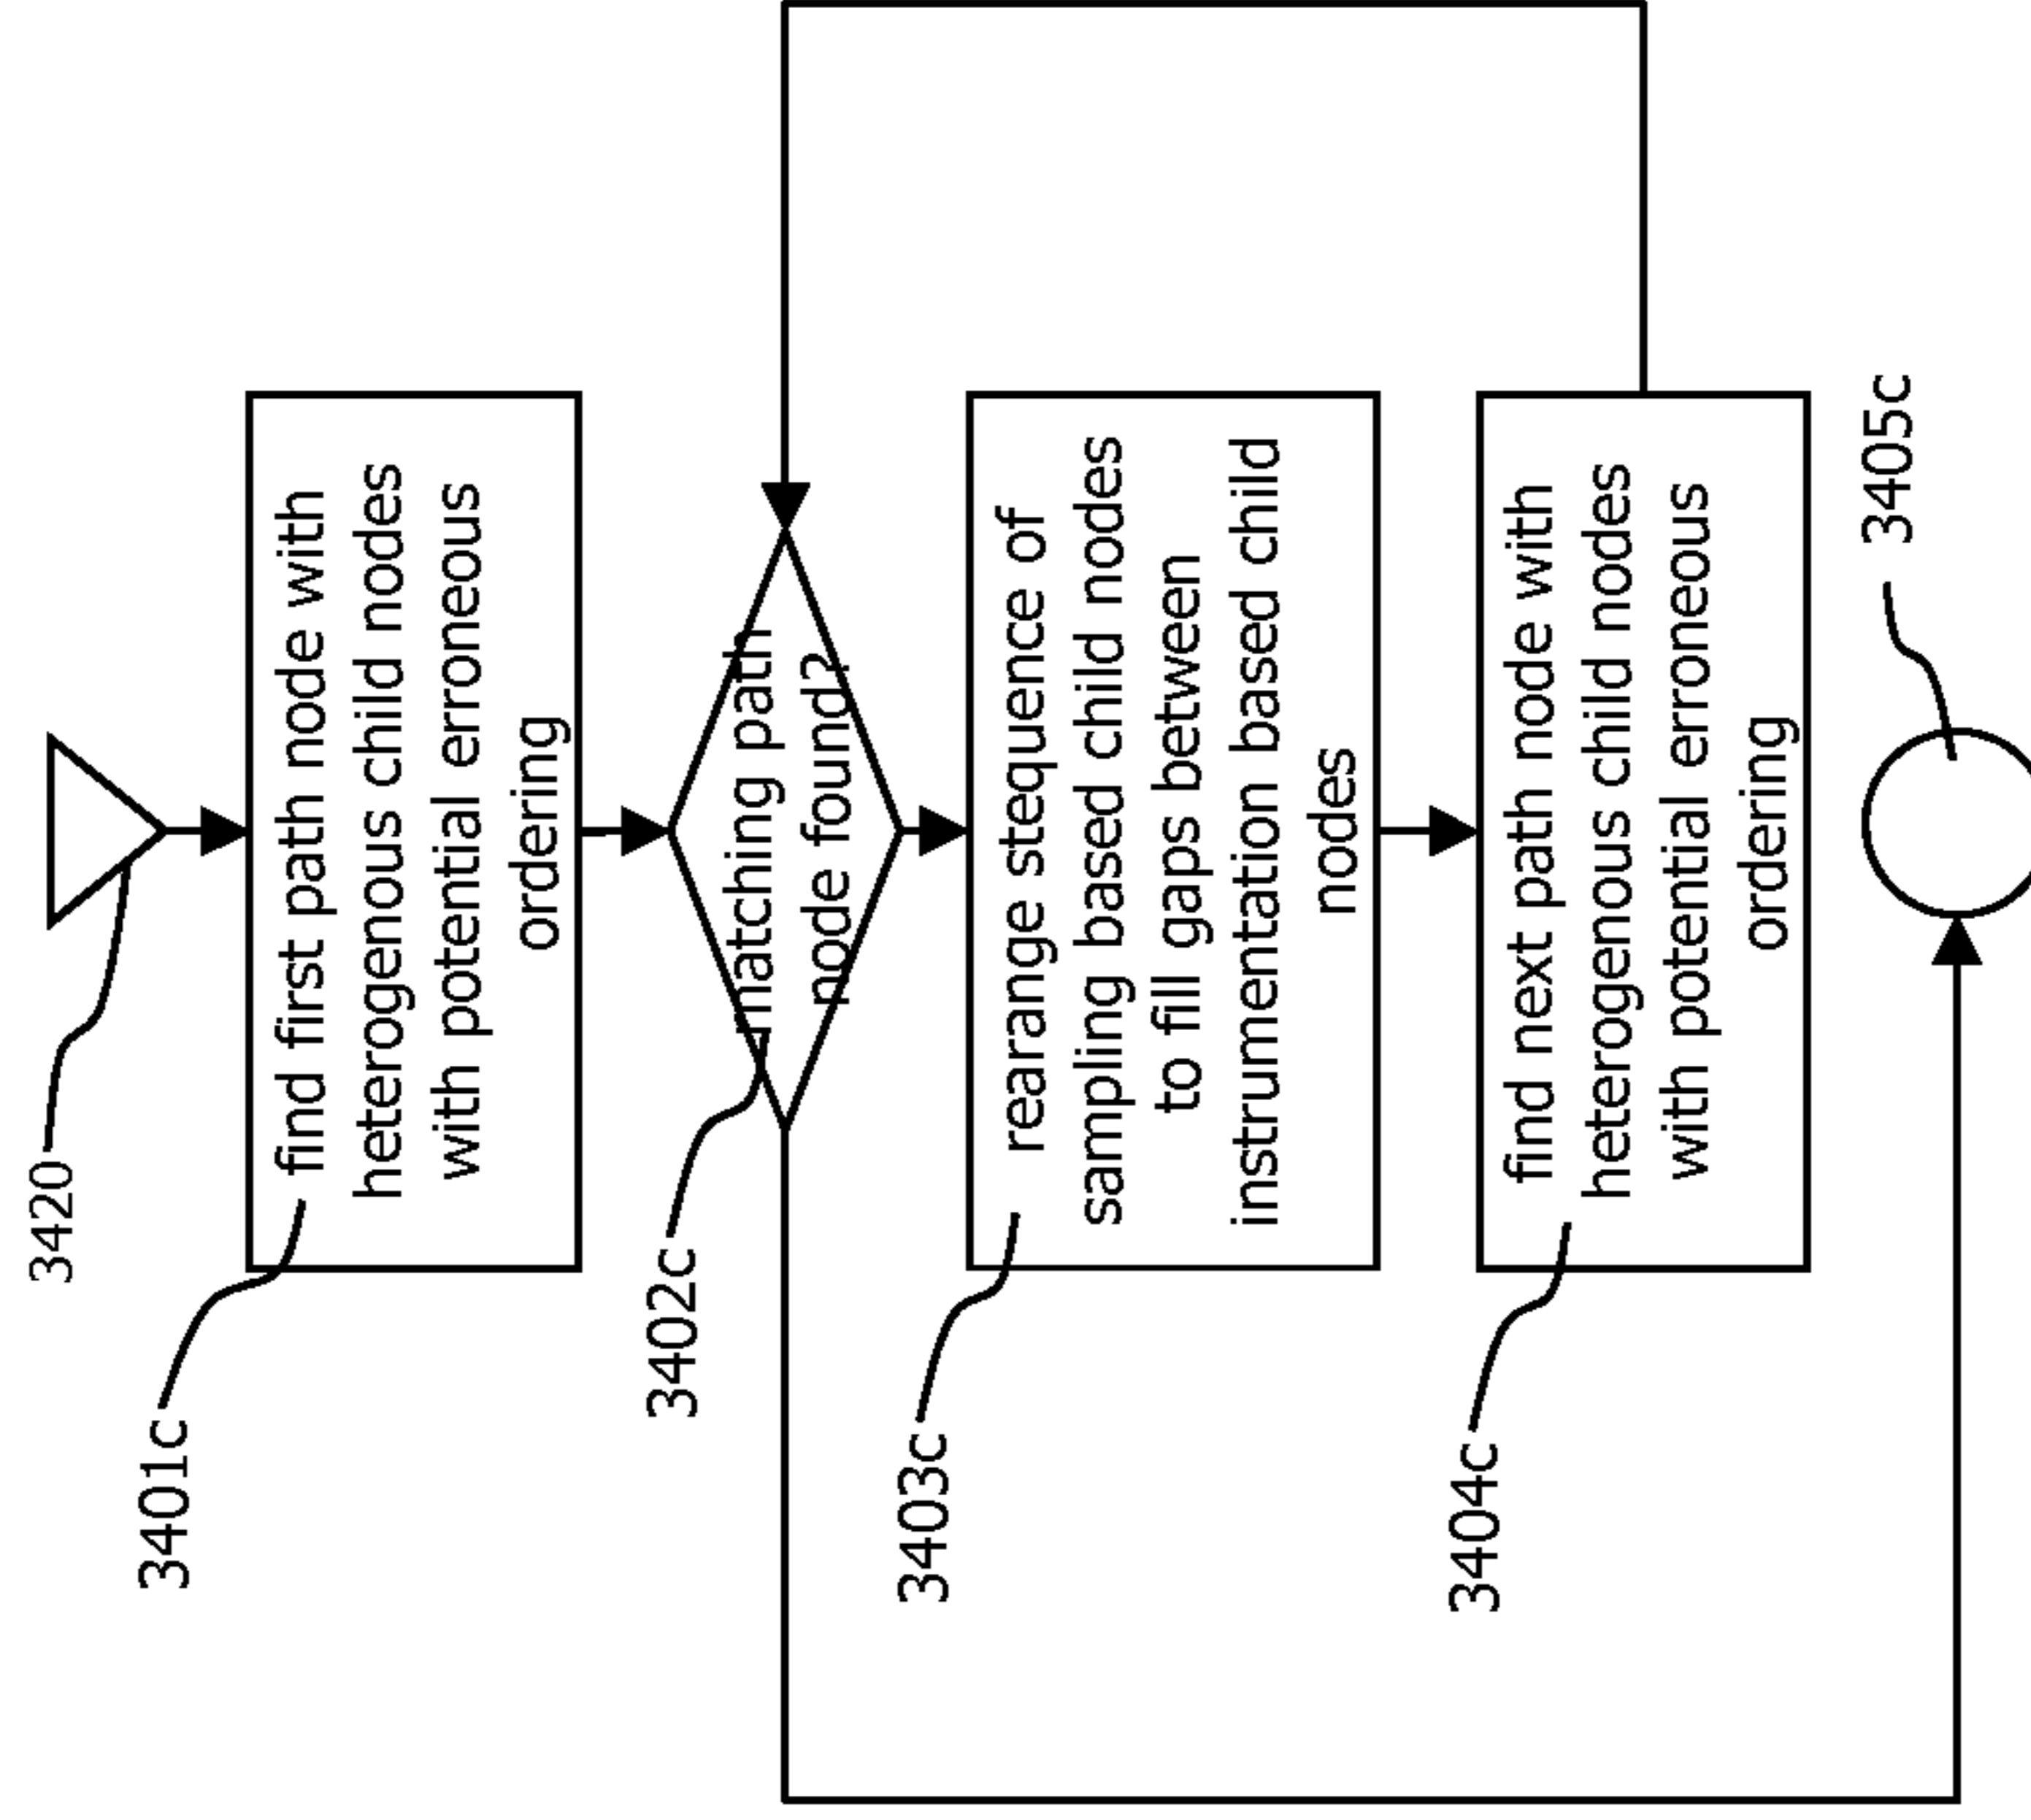 3420
3401c
find first path node with
heterogenous child nodes
with potential erroneous
ordering
3402c
matching path
node found?
3403c
rearange stequence of
sampling based child nodes
to fill gaps between
instrumentation based child
nodes
3404c
find next path node with
heterogenous child nodes
with potential erroneous
ordering
3405c